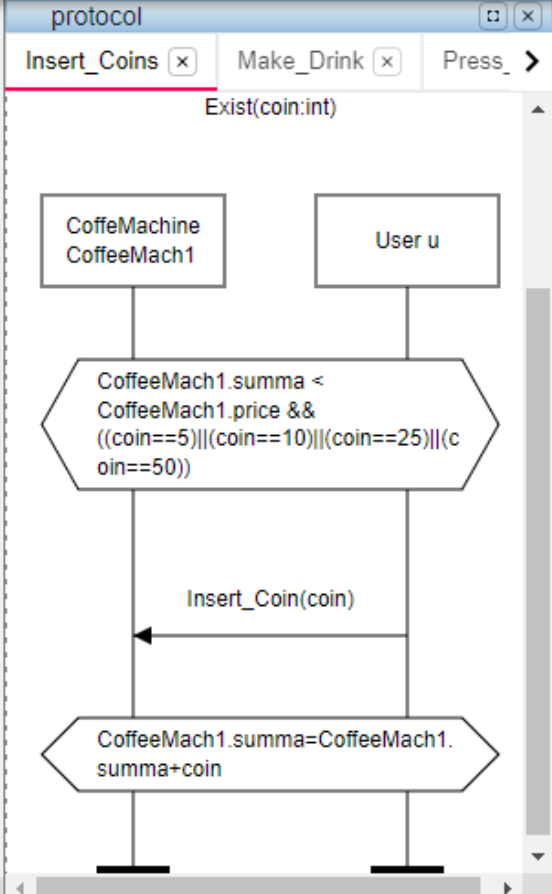 protocol
Insert_Coins Make_Drink Press_
Exist(coin:int)
CoffeMachine
CoffeeMach1
User u
CoffeeMach1.summa <
CoffeeMach1.price &&
((coin==5)||(coin==10)||(coin==25)||(c
oin==50))
Insert_Coin(coin)
CoffeeMach1.summa=CoffeeMach1.
summa+coin